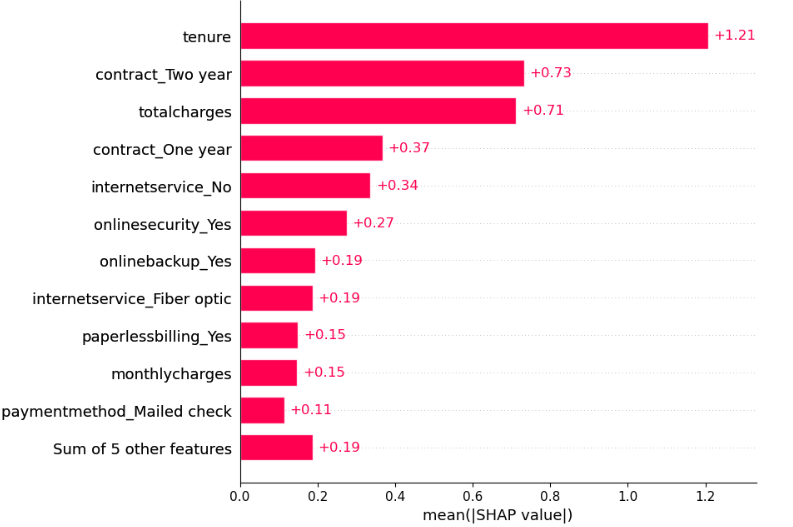 tenure +1.21
contract_Two year +0.73
totalcharges +0.71
contract_One year +0.37
internetservice_No +0.34
onlinesecurity_Yes +0.27
onlinebackup_Yes +0.19
internetservice_Fiber optic +0.19
paperlessbilling_Yes +0.15
monthlycharges +0.15
paymentmethod_Mailed check +0.11
Sum of 5 other features +0.19
0.0 0.2 0.4 0.6 0.8 1.0 1.2
mean(|SHAP value|)